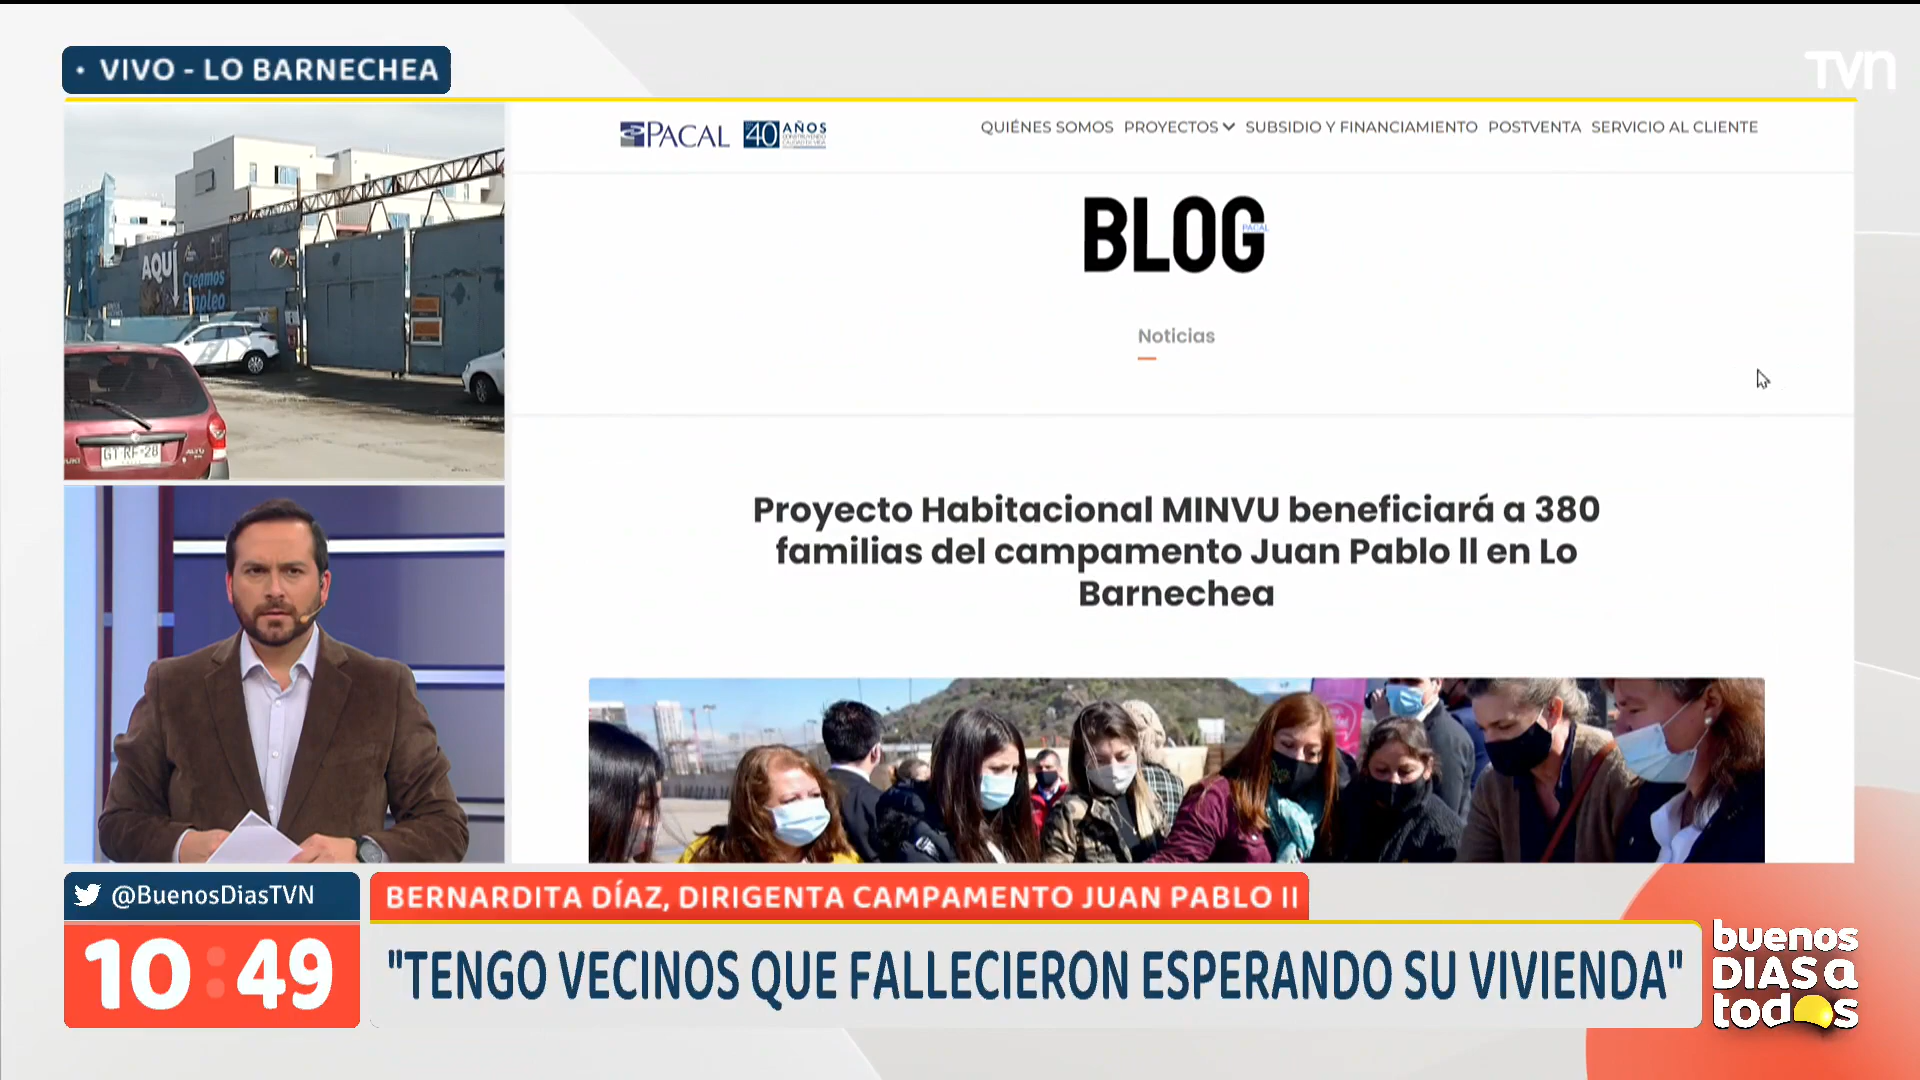 • VIVO - LO BARNECHEA
TVN
PACAL 40 AÑOS
QUIÉNES SOMOS PROYECTOS SUBSIDIO Y FINANCIAMIENTO POSTVENTA SERVICIO AL CLIENTE
BLOG
PACAL
Noticias
Proyecto Habitacional MINVU beneficiará a 380
familias del campamento Juan Pablo ll en Lo
Barnechea
AQUÍ
Creamos
Empleo
GT RF-28
@BuenosDiasTVN
BERNARDITA DÍAZ, DIRIGENTA CAMPAMENTO JUAN PABLO II
10:49
"TENGO VECINOS QUE FALLECIERON ESPERANDO SU VIVIENDA"
buenos
DIAS a
todos